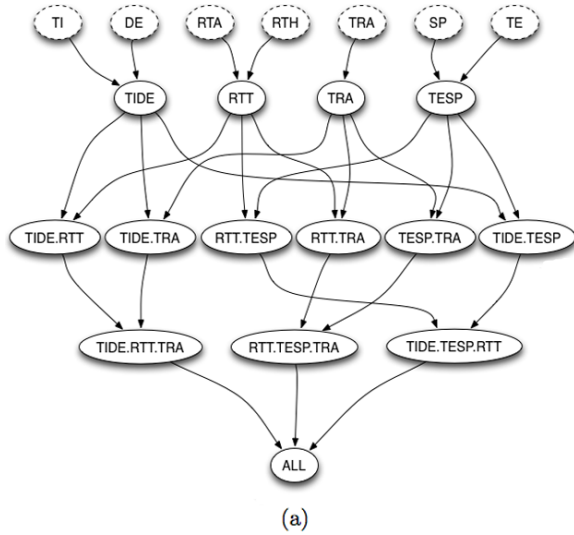 TI DE RTA RTH TRA SP TE
TIDE RTT TRA TESP
TIDE.RTT TIDE.TRA RTT.TESP RTT.TRA TESP.TRA TIDE.TESP
TIDE.RTT.TRA RTT.TESP.TRA TIDE.TESP.RTT
ALL
(a)